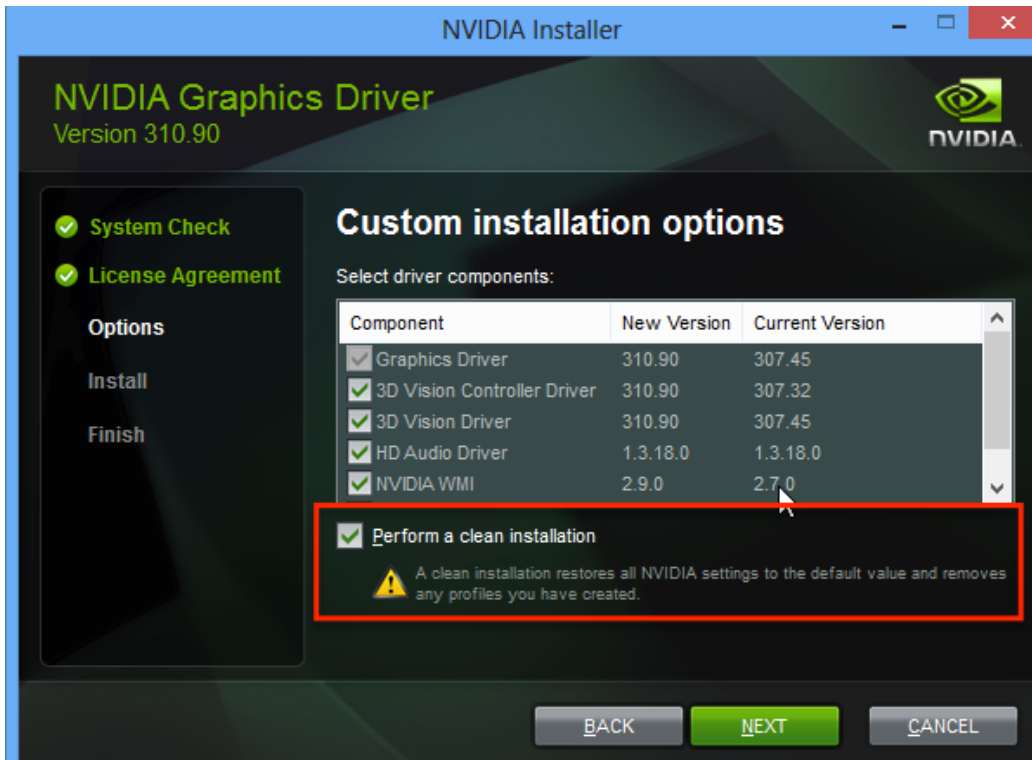 NVIDIA Installer
NVIDIA Graphics Driver
Version 310.90
NVIDIA.
System Check
License Agreement
Options
Install
Finish
Custom installation options
Select driver components:
Component New Version Current Version
Graphics Driver 310.90 307.45
3D Vision Controller Driver 310.90 307.32
3D Vision Driver 310.90 307.45
HD Audio Driver 1.3.18.0 1.3.18.0
NVIDIA WMI 2.9.0 2.7.0
Perform a clean installation
A clean installation restores all NVIDIA settings to the default value and removes
any profiles you have created.
BACK NEXT CANCEL